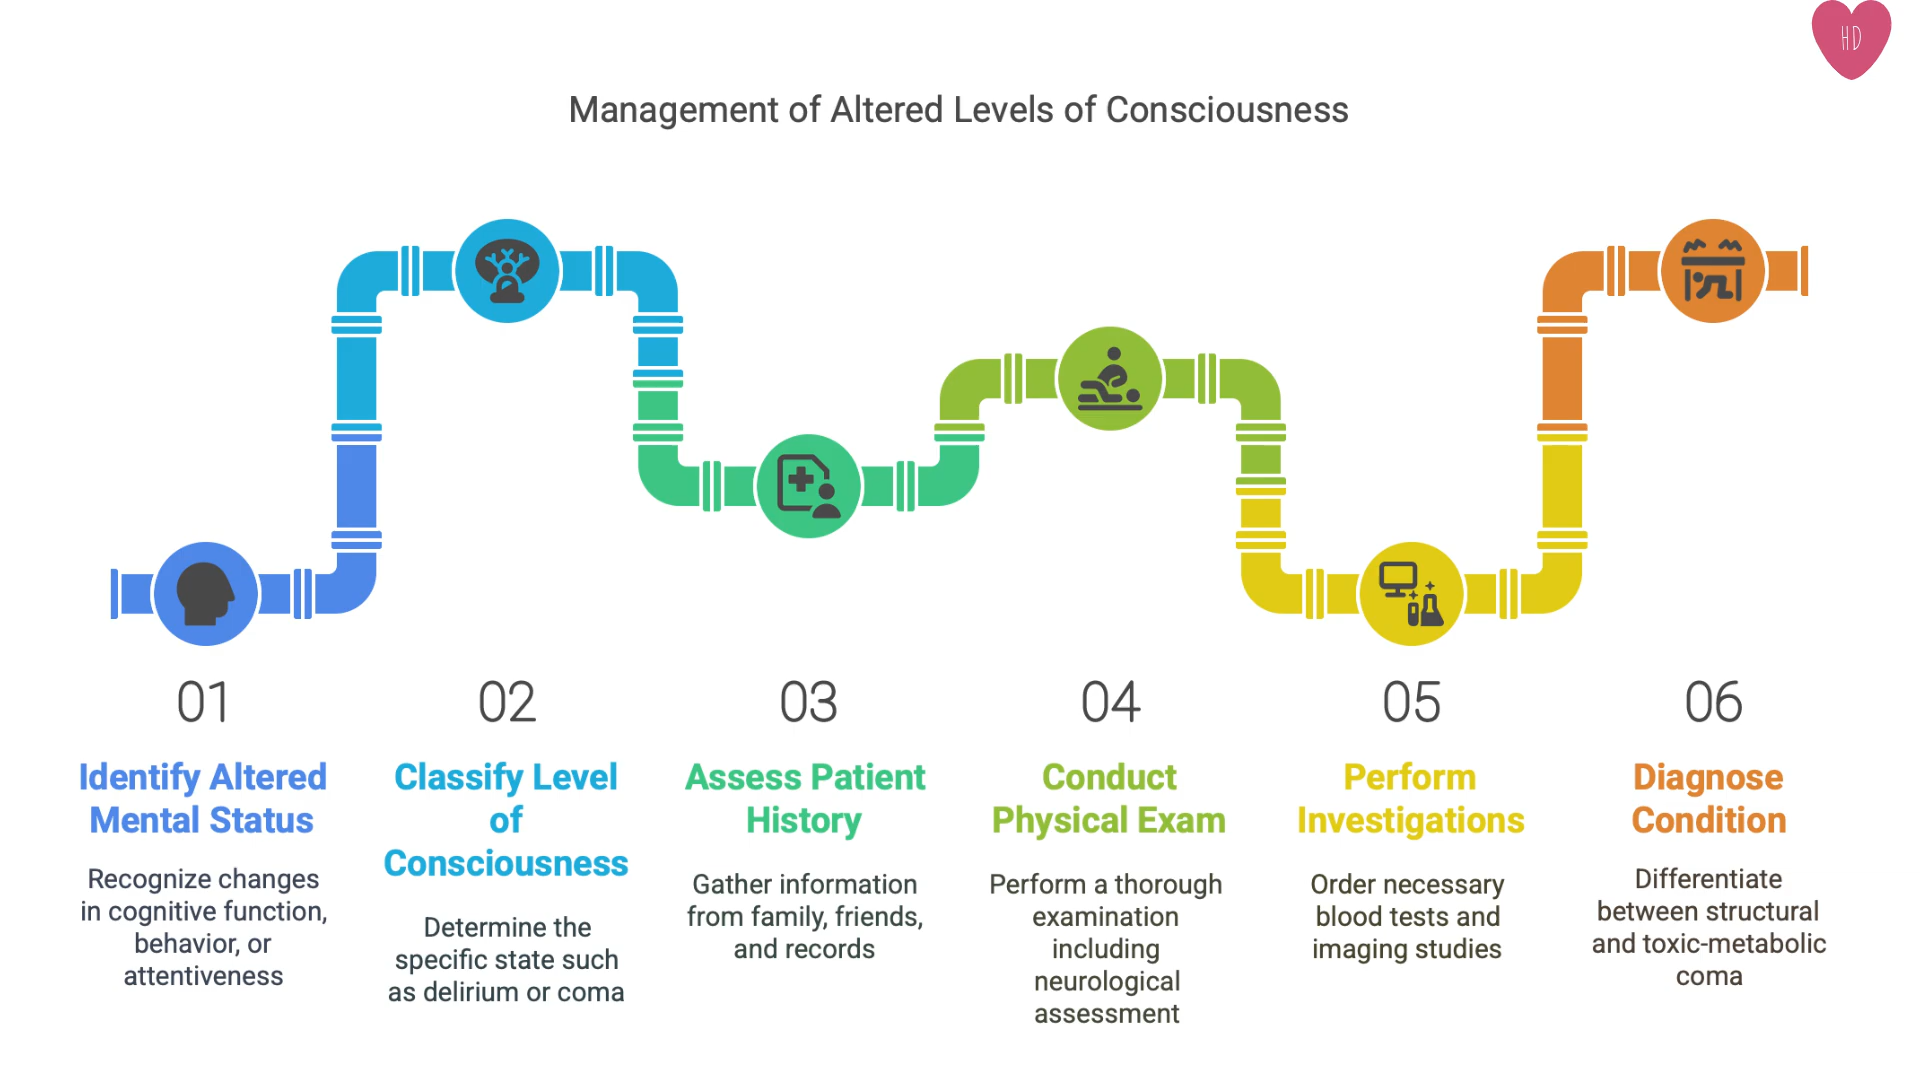 HD
Management of Altered Levels of Consciousness
01
Identify Altered
Mental Status
Recognize changes
in cognitive function,
behavior, or
attentiveness
02
Classify Level
of
Consciousness
Determine the
specific state such
as delirium or coma
03
Assess Patient
History
Gather information
from family, friends,
and records
04
Conduct
Physical Exam
Perform a thorough
examination
including
neurological
assessment
05
Perform
Investigations
Order necessary
blood tests and
imaging studies
06
Diagnose
Condition
Differentiate
between structural
and toxic-metabolic
coma